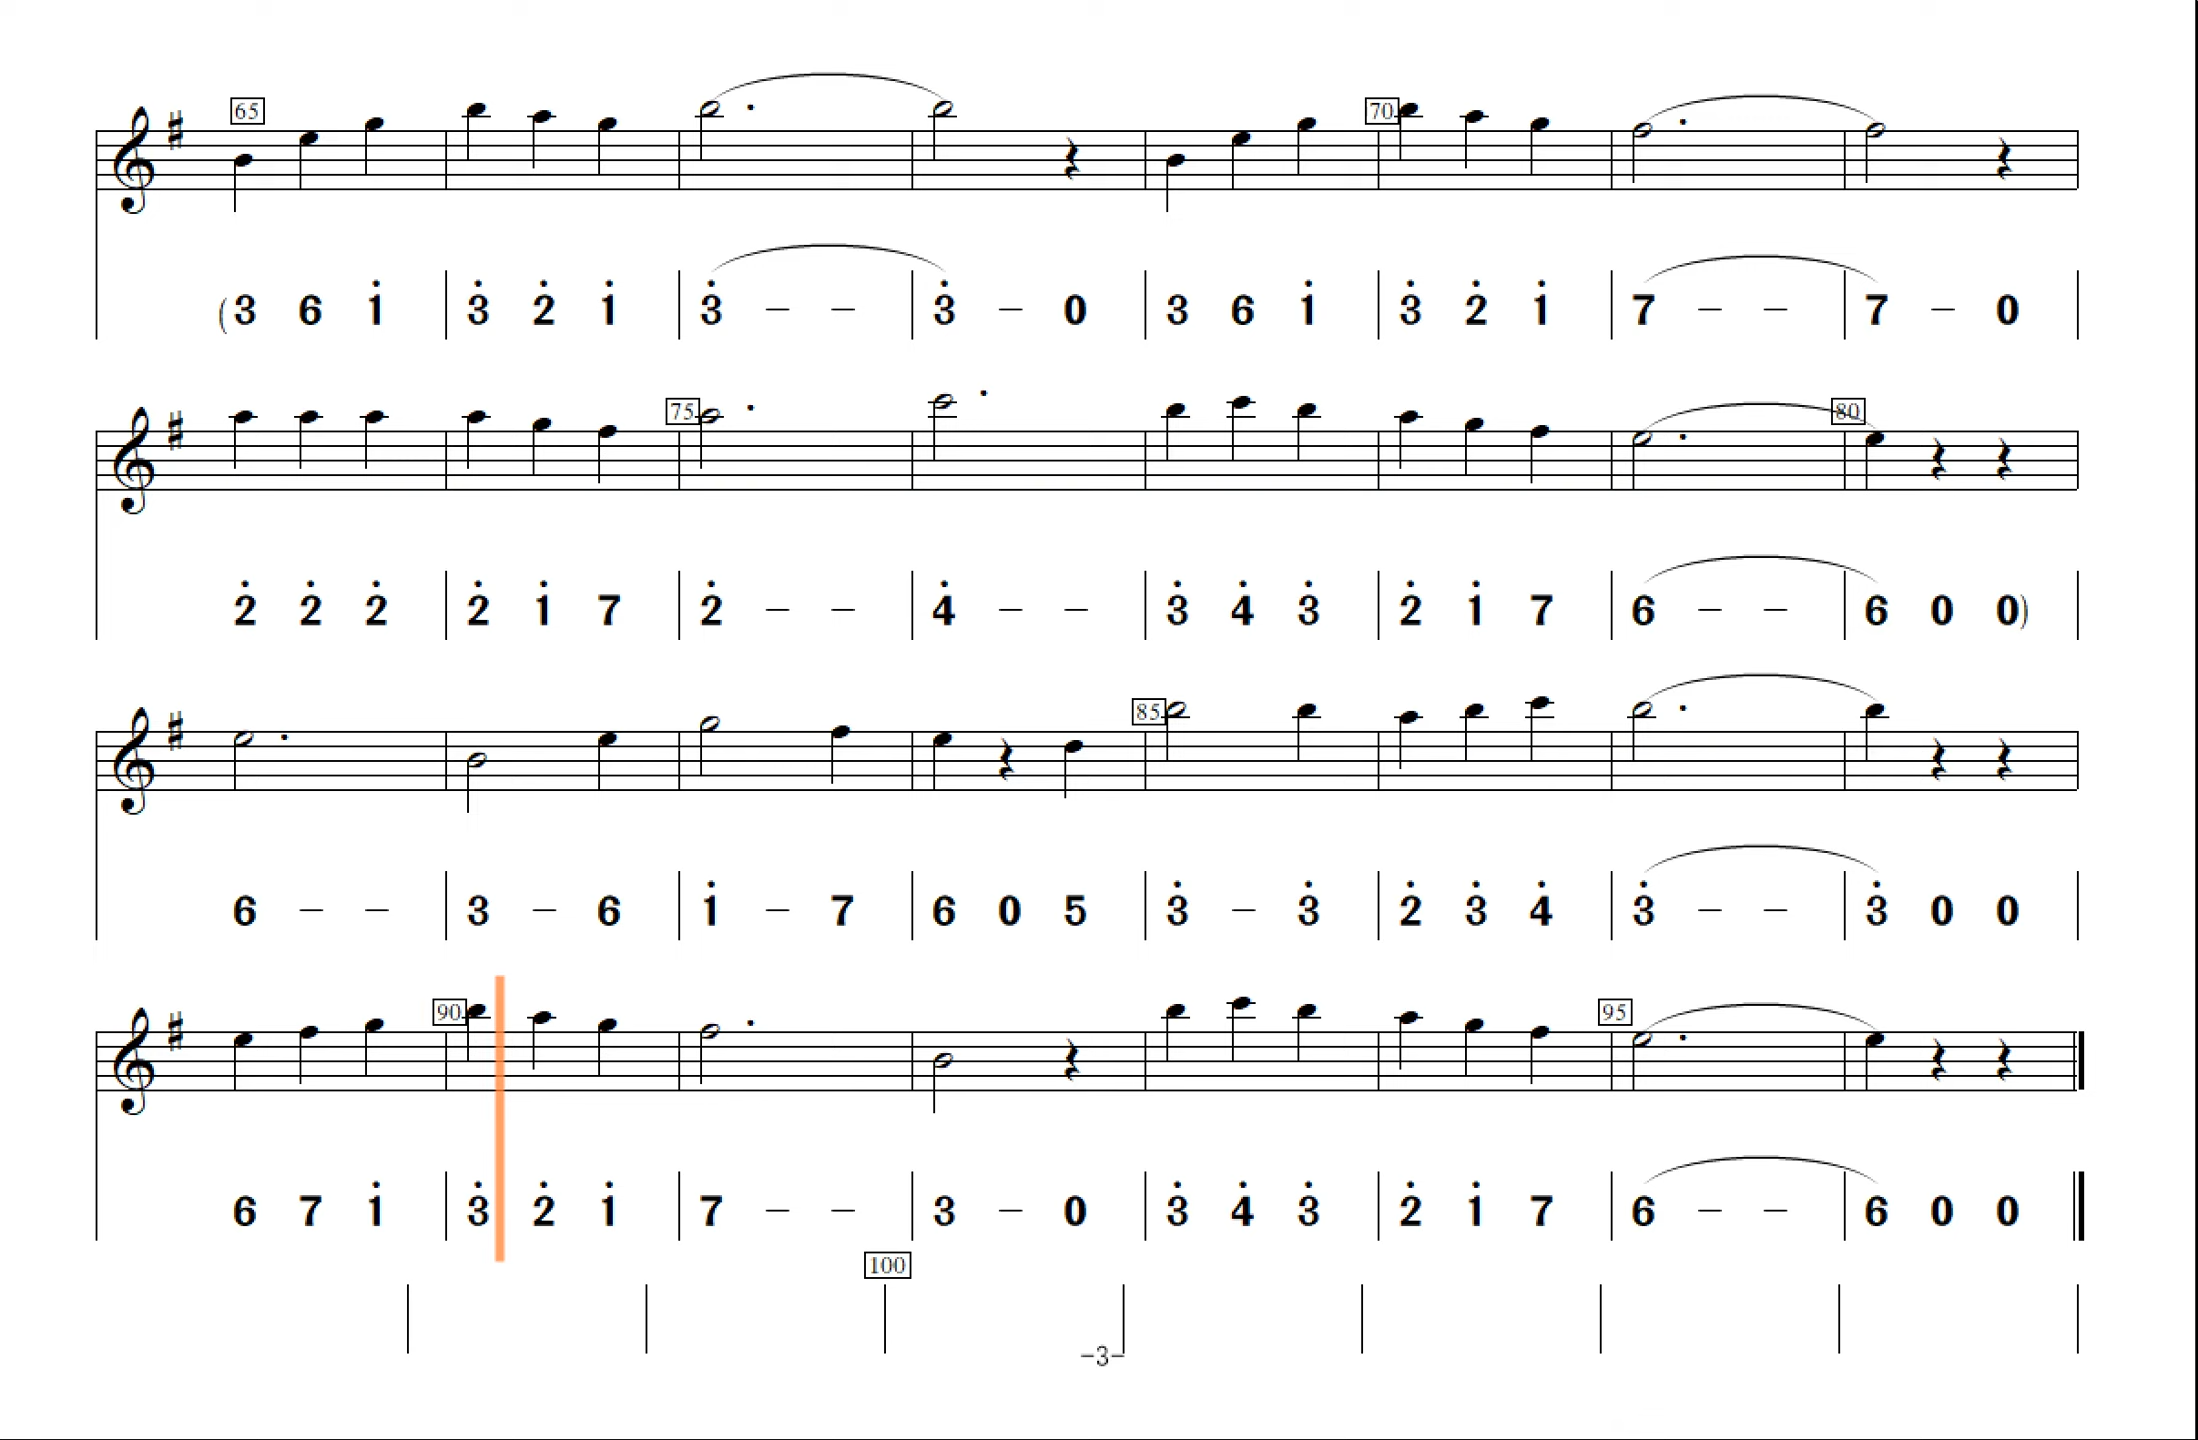 65 70
(3 6 1̇ | 3̇ 2̇ 1̇ | 3̇ – – | 3̇ – 0 | 3 6 1̇ | 3̇ 2̇ 1̇ | 7 – – | 7 – 0 |
75 80
2̇ 2̇ 2̇ | 2̇ 1̇ 7 | 2̇ – – | 4̇ – – | 3̇ 4̇ 3̇ | 2̇ 1̇ 7 | 6 – – | 6 0 0) |
85
6 – – | 3 – 6 | 1̇ – 7 | 6 0 5 | 3̇ – 3̇ | 2̇ 3̇ 4̇ | 3̇ – – | 3̇ 0 0 |
90 95
6 7 1̇ | 3̇ 2̇ 1̇ | 7 – – | 3 – 0 | 3̇ 4̇ 3̇ | 2̇ 1̇ 7 | 6 – – | 6 0 0 ‖
100
-3-